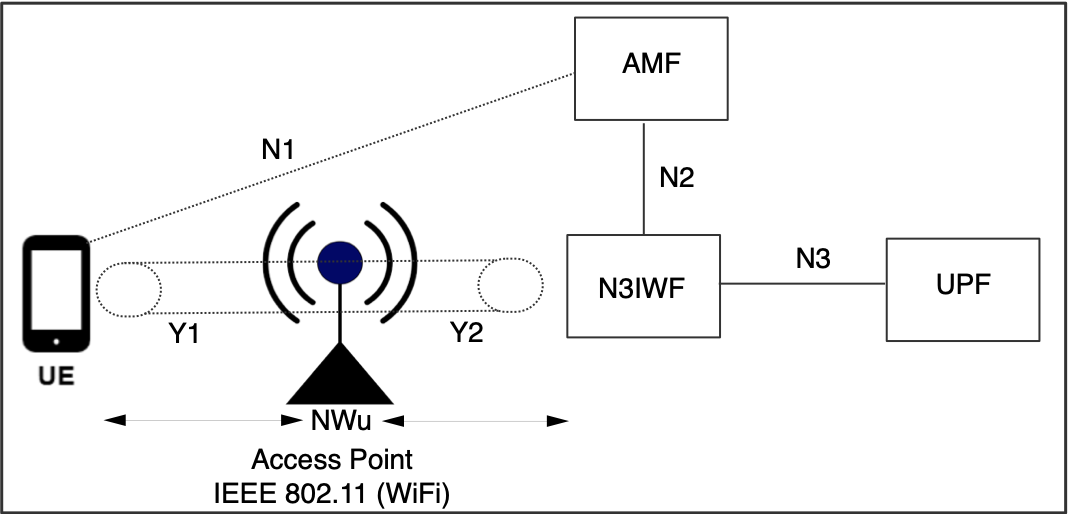 AMF
N1
N2
N3
N3IWF
UPF
Y1
Y2
UE
NWu
Access Point
IEEE 802.11 (WiFi)